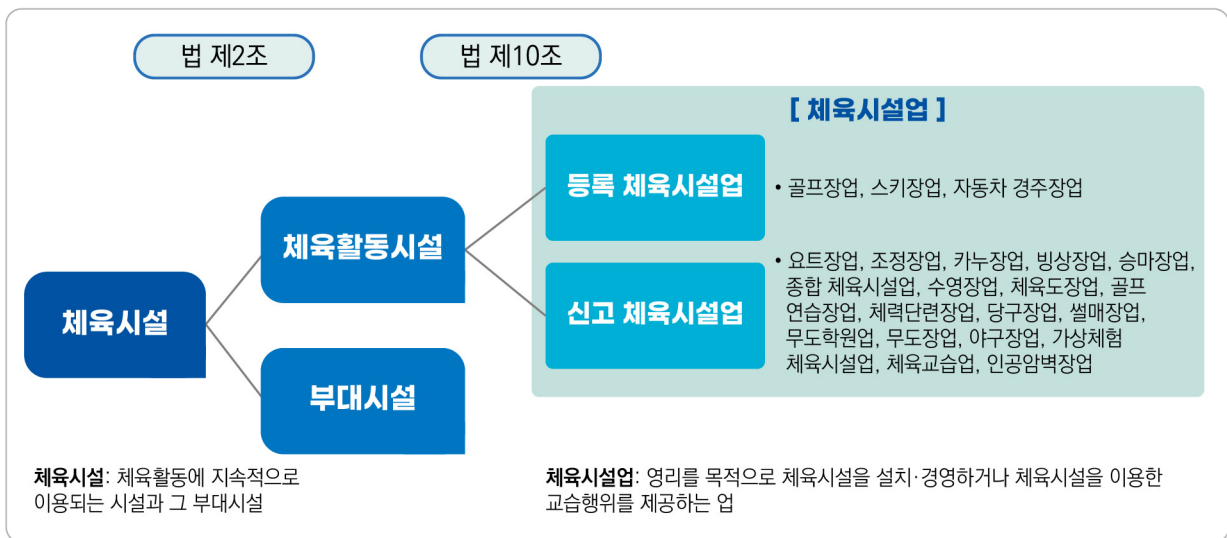 법 제2조
법 제10조
[ 체육시설업 ]
체육시설
체육활동시설
부대시설
등록 체육시설업
• 골프장업, 스키장업, 자동차 경주장업
신고 체육시설업
• 요트장업, 조정장업, 카누장업, 빙상장업, 승마장업,
종합 체육시설업, 수영장업, 체육도장업, 골프
연습장업, 체력단련장업, 당구장업, 썰매장업,
무도학원업, 무도장업, 야구장업, 가상체험
체육시설업, 체육교습업, 인공암벽장업
체육시설: 체육활동에 지속적으로
이용되는 시설과 그 부대시설
체육시설업: 영리를 목적으로 체육시설을 설치·경영하거나 체육시설을 이용한
교습행위를 제공하는 업